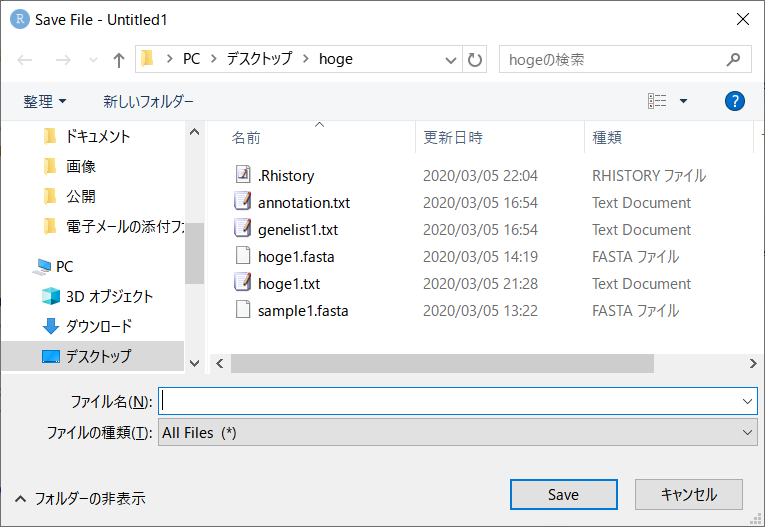 R Save File - Untitled1
PC デスクトップ hoge
hogeの検索
整理 新しいフォルダー ?
ドキュメント
画像
公開
電子メールの添付フ
PC
3D オブジェクト
ダウンロード
デスクトップ
名前 更新日時 種類
.Rhistory 2020/03/05 22:04 RHISTORY ファイル
annotation.txt 2020/03/05 16:54 Text Document
genelist1.txt 2020/03/05 16:54 Text Document
hoge1.fasta 2020/03/05 14:19 FASTA ファイル
hoge1.txt 2020/03/05 21:28 Text Document
sample1.fasta 2020/03/05 13:22 FASTA ファイル
ファイル名(N):
ファイルの種類(T): All Files (*)
フォルダーの非表示
Save キャンセル